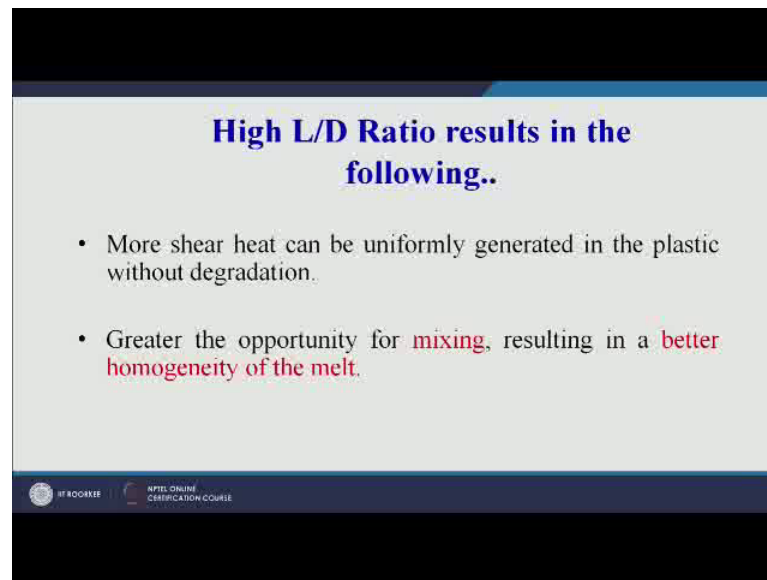 High L/D Ratio results in the
following..
• More shear heat can be uniformly generated in the plastic
without degradation.
• Greater the opportunity for mixing, resulting in a better
homogeneity of the melt.
IIT ROORKEE
NPTEL ONLINE
CERTIFICATION COURSE